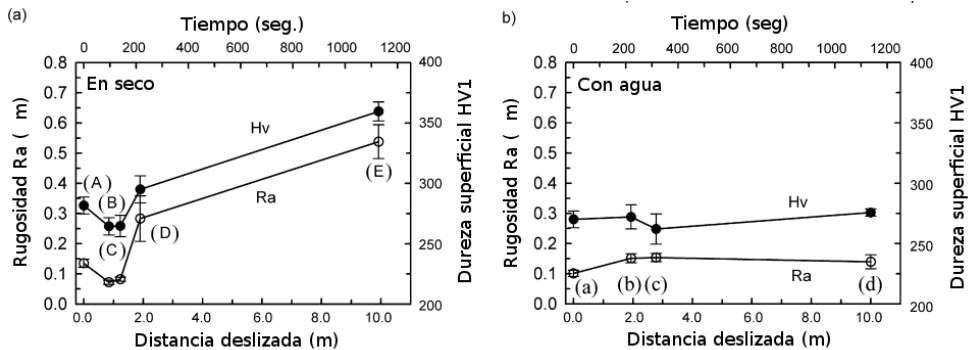 (a)
Tiempo (seg.)
0 200 400 600 800 1000 1200
0.8
0.7
0.6
0.5
0.4
0.3
0.2
0.1
0.0
Rugosidad Ra ( m)
En seco
Hv
Ra
(A)
(B)
(C)
(D)
(E)
400
350
300
250
200
Dureza superficial HV1
0.0 2.0 4.0 6.0 8.0 10.0
Distancia deslizada (m)
b)
Tiempo (seg)
0 200 400 600 800 1000 1200
0.8
0.7
0.6
0.5
0.4
0.3
0.2
0.1
0.0
Rugosidad Ra ( m)
Con agua
Hv
Ra
(a)
(b)
(c)
(d)
400
350
300
250
200
Dureza superficial HV1
0.0 2.0 4.0 6.0 8.0 10.0
Distancia deslizada (m)